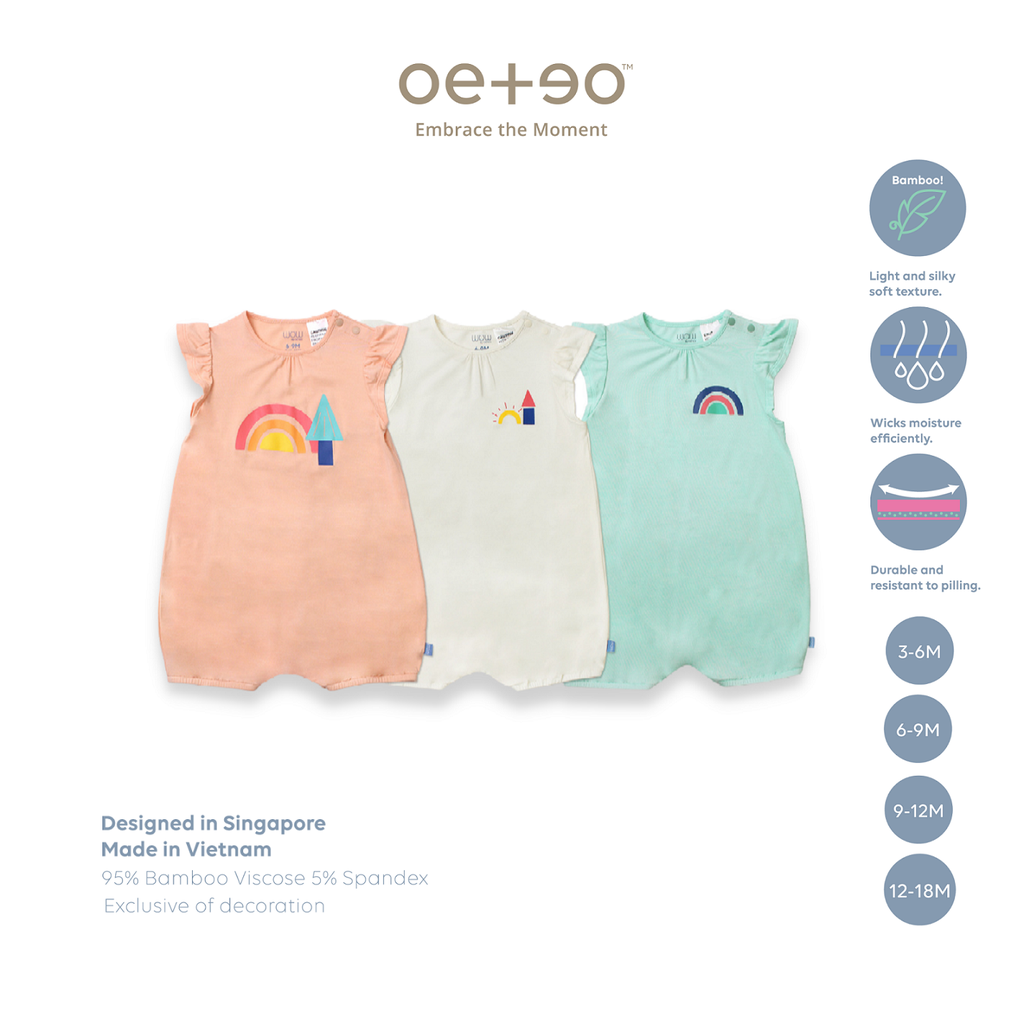 oeteo™
Embrace the Moment
Bamboo!
Light and silky
soft texture.
Wicks moisture
efficiently.
Durable and
resistant to pilling.
3-6M
6-9M
9-12M
12-18M
Designed in Singapore
Made in Vietnam
95% Bamboo Viscose 5% Spandex
Exclusive of decoration